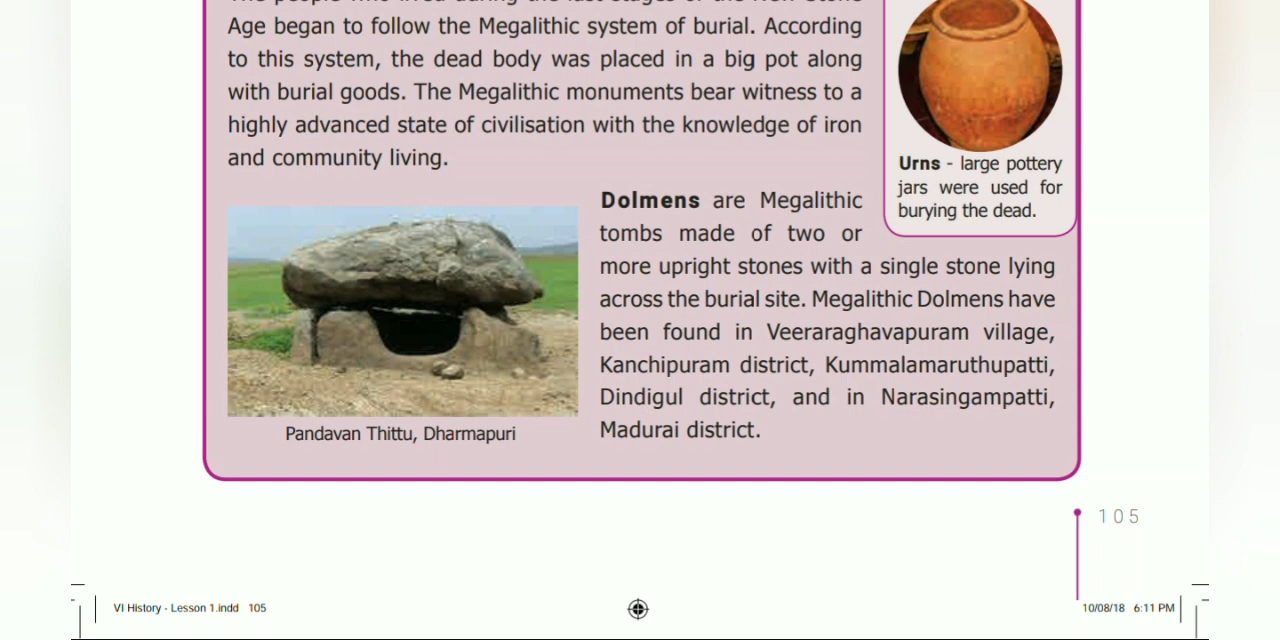 Age began to follow the Megalithic system of burial. According
to this system, the dead body was placed in a big pot along
with burial goods. The Megalithic monuments bear witness to a
highly advanced state of civilisation with the knowledge of iron
and community living.
Urns - large pottery
jars were used for
burying the dead.
Dolmens are Megalithic
tombs made of two or
more upright stones with a single stone lying
across the burial site. Megalithic Dolmens have
been found in Veeraraghavapuram village,
Kanchipuram district, Kummalamaruthupatti,
Dindigul district, and in Narasingampatti,
Madurai district.
Pandavan Thittu, Dharmapuri
105
VI History - Lesson 1.indd 105
10/08/18 6:11 PM